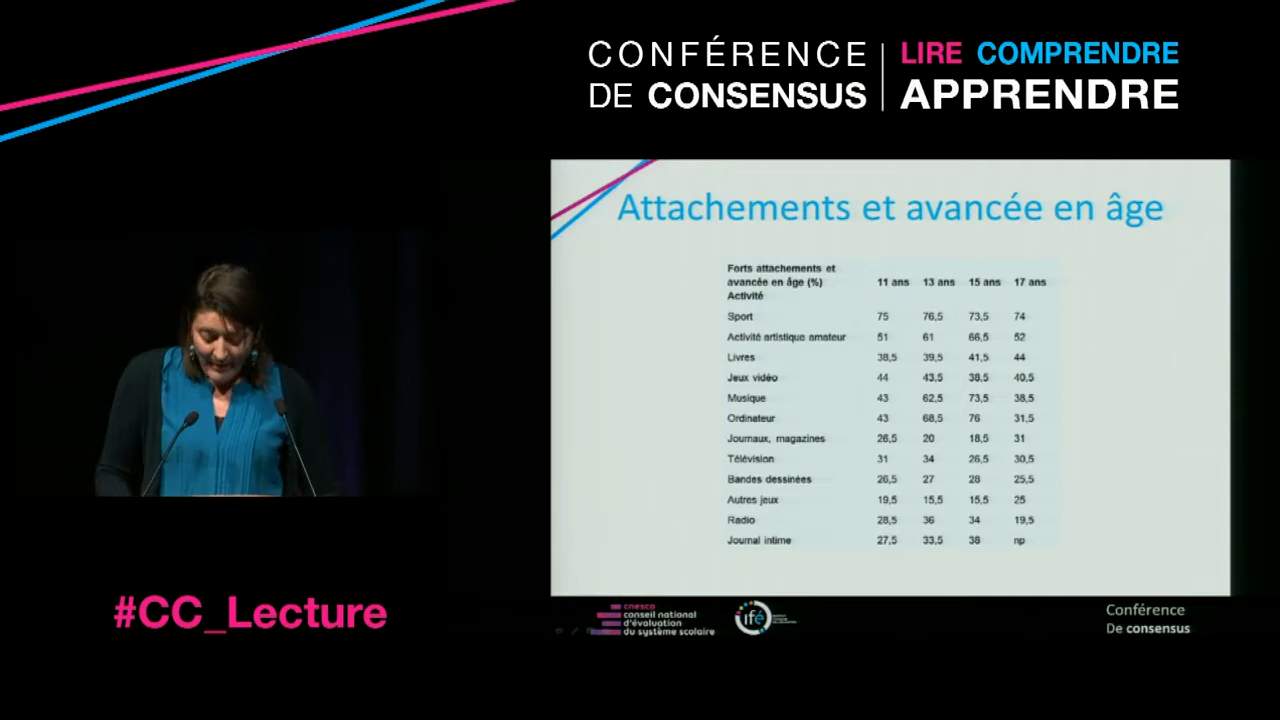 CONFÉRENCE
DE CONSENSUS
LIRE COMPRENDRE
APPRENDRE
Attachements et avancée en âge
Forts attachements et
avancée en âge (%) 11 ans 13 ans 15 ans 17 ans
Activité
Sport 75 76,5 73,5 74
Activité artistique amateur 51 61 66,5 52
Livres 38,5 39,5 41,5 44
Jeux vidéo 44 43,5 38,5 40,5
Musique 43 62,5 73,5 38,5
Ordinateur 43 68,5 76 31,5
Journaux, magazines 26,5 20 18,5 31
Télévision 31 34 26,5 30,5
Bandes dessinées 26,5 27 28 25,5
Autres jeux 19,5 15,5 15,5 25
Radio 28,5 36 34 19,5
Journal intime 27,5 33,5 38 np
#CC_Lecture
cnesco
conseil national
d'évaluation
du système scolaire
ifé
Conférence
De consensus